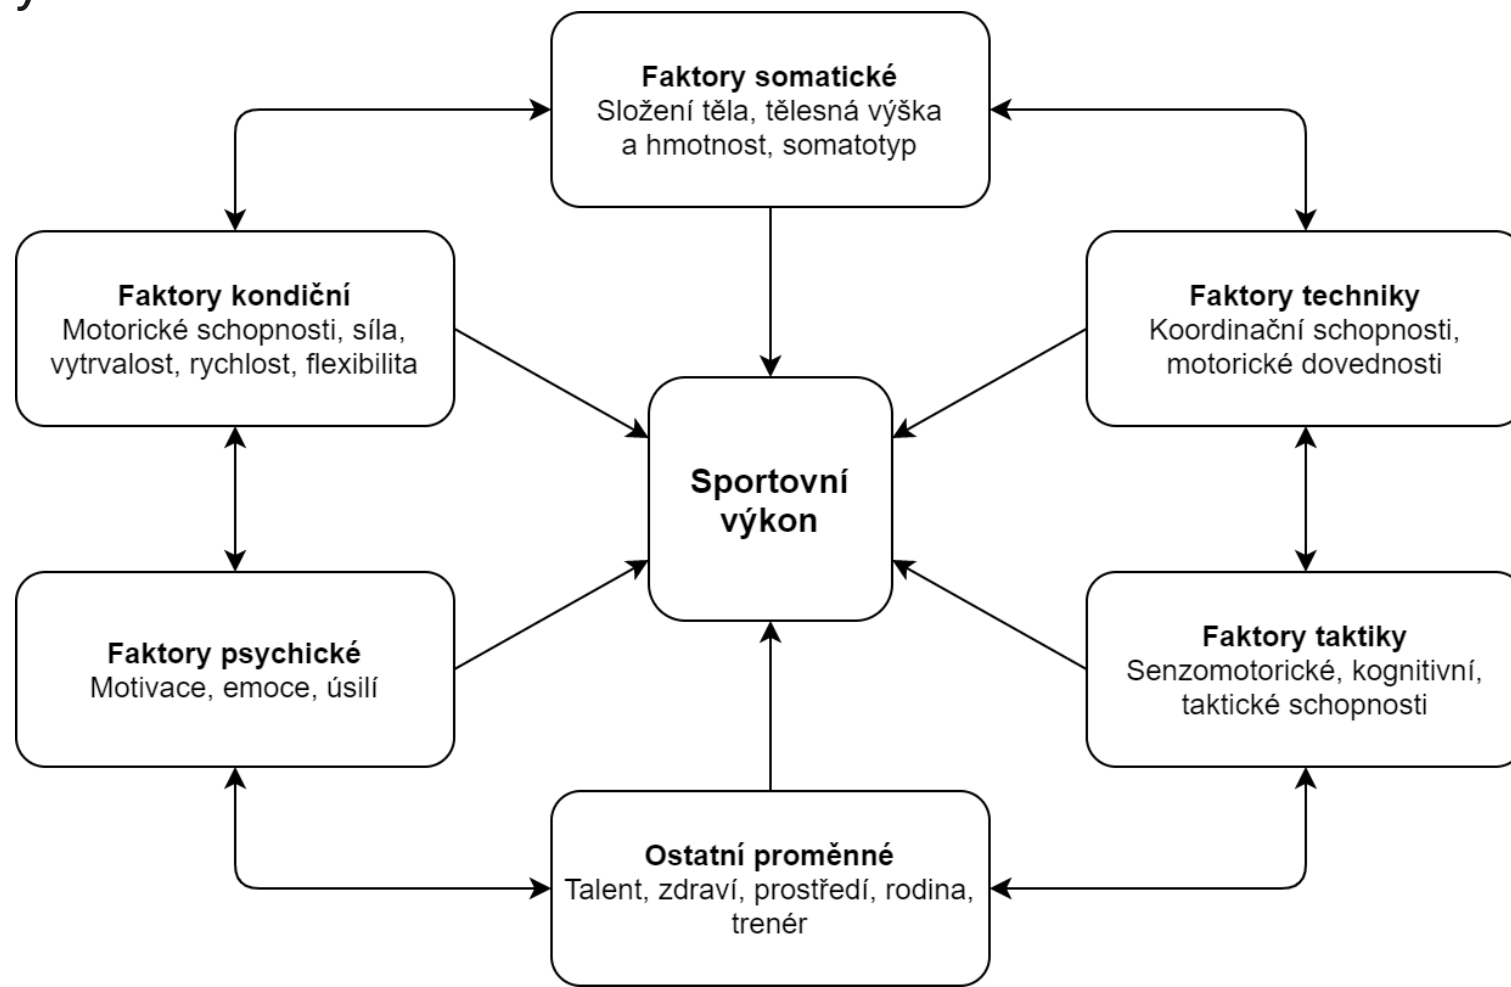 Faktory somatické
Složení těla, tělesná výška
a hmotnost, somatotyp
Faktory kondiční
Motorické schopnosti, síla,
vytrvalost, rychlost, flexibilita
Faktory techniky
Koordinační schopnosti,
motorické dovednosti
Sportovní
výkon
Faktory psychické
Motivace, emoce, úsilí
Faktory taktiky
Senzomotorické, kognitivní,
taktické schopnosti
Ostatní proměnné
Talent, zdraví, prostředí, rodina,
trenér